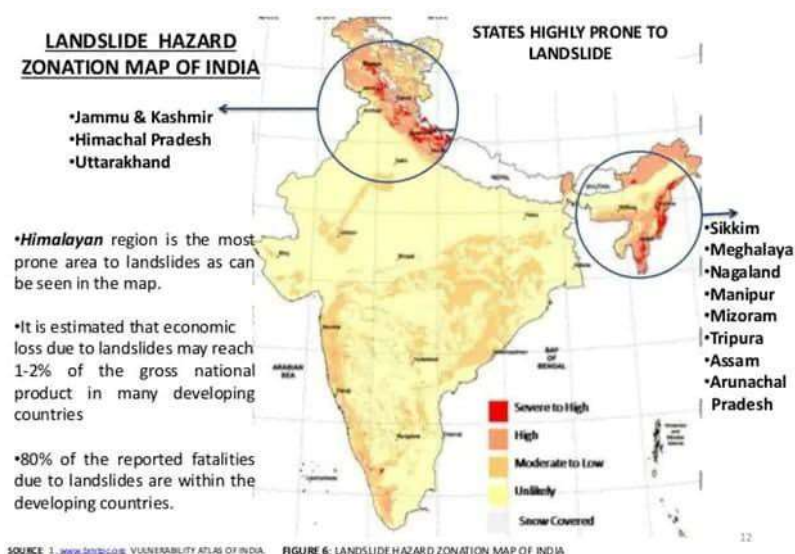 LANDSLIDE HAZARD
ZONATION MAP OF INDIA
STATES HIGHLY PRONE TO
LANDSLIDE
•Jammu & Kashmir
•Himachal Pradesh
•Uttarakhand
•Himalayan region is the most
prone area to landslides as can
be seen in the map.
•It is estimated that economic
loss due to landslides may reach
1-2% of the gross national
product in many developing
countries
•80% of the reported fatalities
due to landslides are within the
developing countries.
•Sikkim
•Meghalaya
•Nagaland
•Manipur
•Mizoram
•Tripura
•Assam
•Arunachal
Pradesh
NEPAL
ARABIAN
SEA
BAY
OF
BENGAL
Severe to High
High
Moderate to Low
Unlikely
Snow Covered
12
SOURCE 1. www.bmtpc.org VULNERABILITY ATLAS OF INDIA. FIGURE 6: LANDSLIDE HAZARD ZONATION MAP OF INDIA